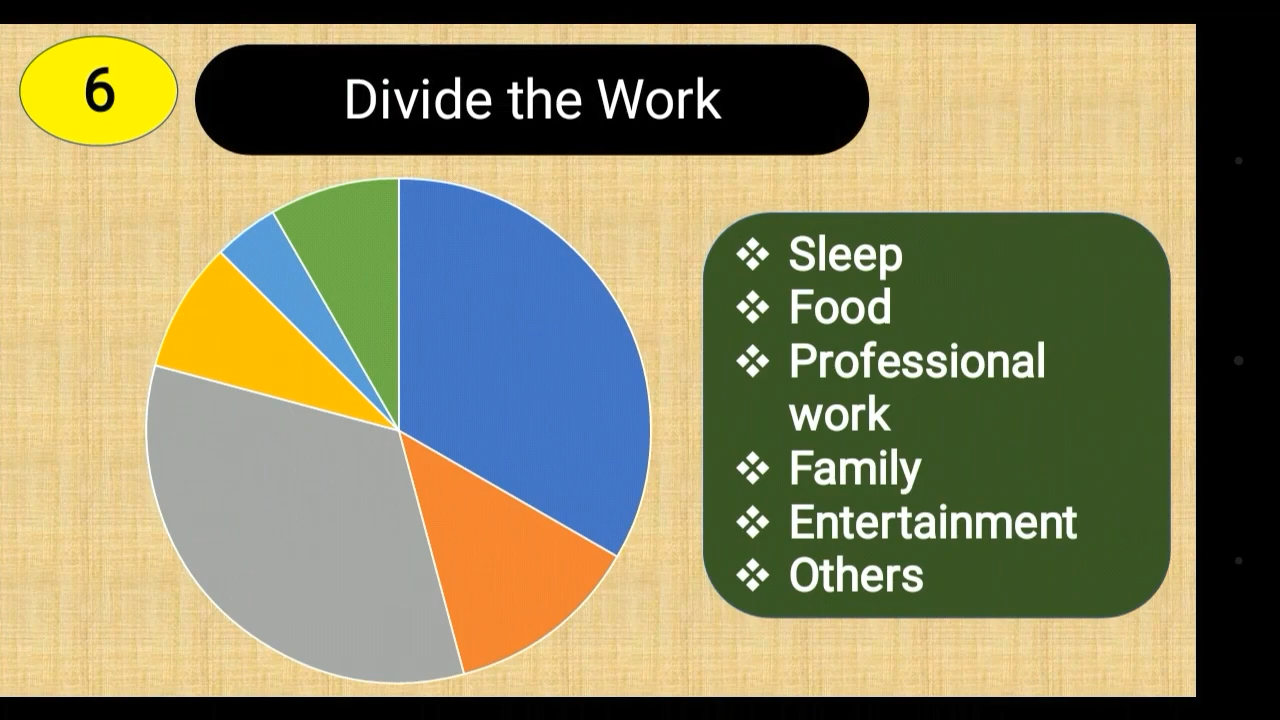 6
Divide the Work
❖ Sleep
❖ Food
❖ Professional
work
❖ Family
❖ Entertainment
❖ Others